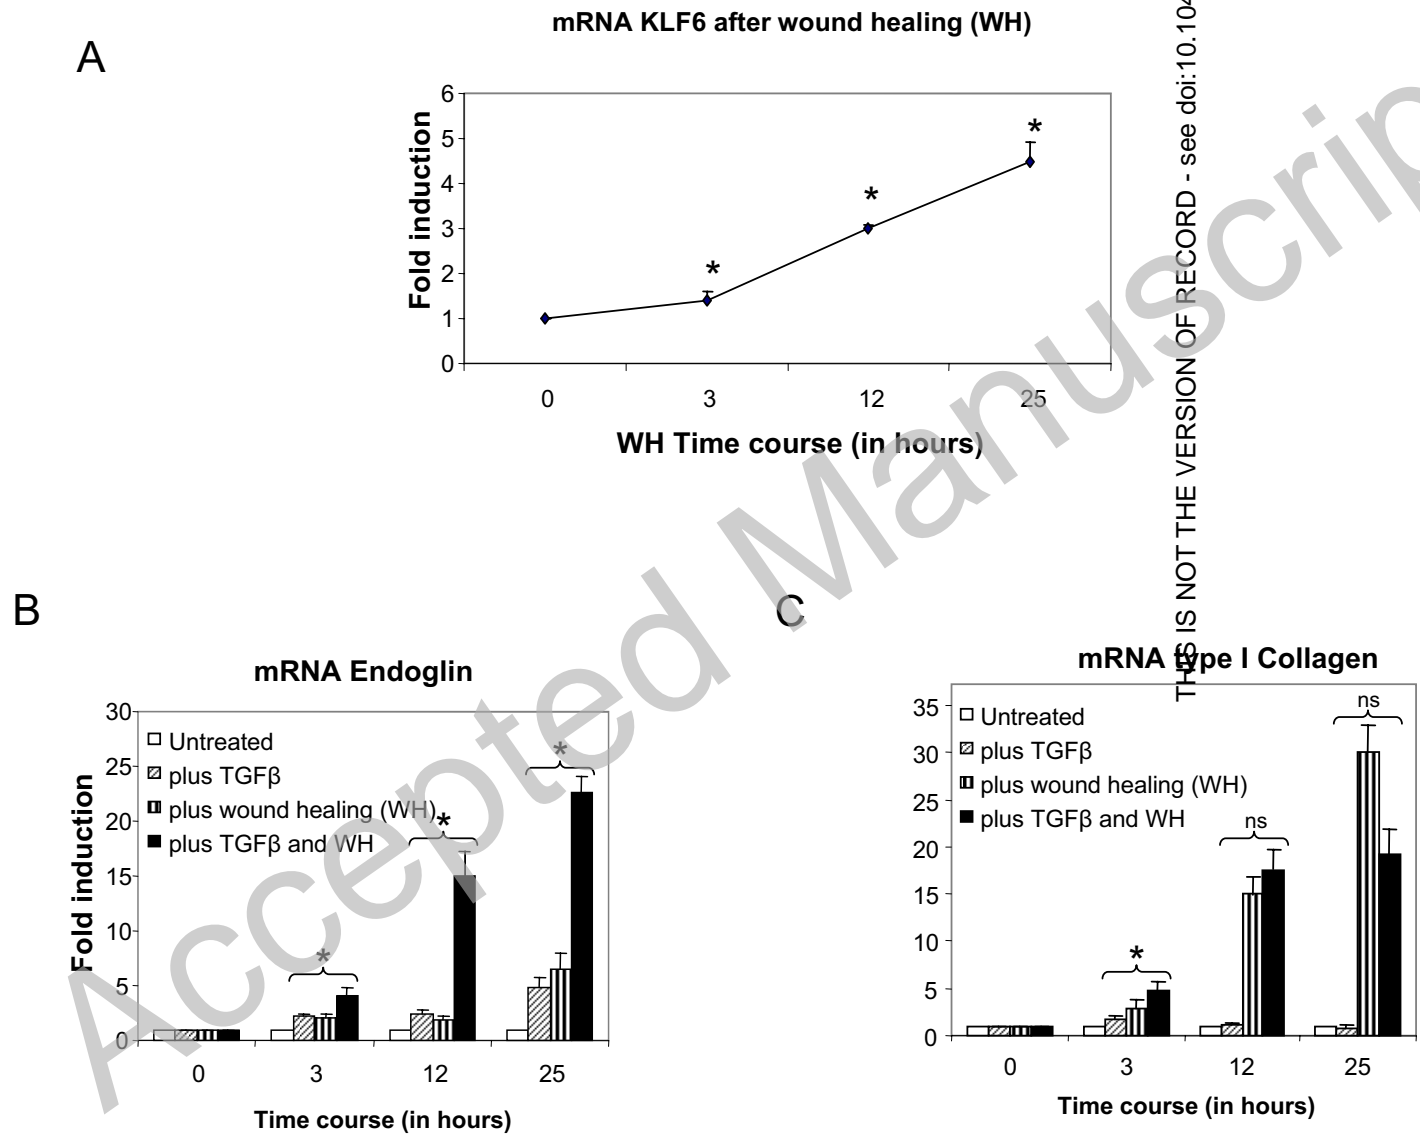 mRNA KLF6 after wound healing (WH)
A
Fold induction
6
5
4
3
2
1
0
*
*
*
0 3 12 25
WH Time course (in hours)
THIS IS NOT THE VERSION OF RECORD - see doi:10.104
Accepted Manuscrip
B
mRNA Endoglin
Fold induction
30
25
20
15
10
5
0
Untreated
plus TGFβ
plus wound healing (WH)
plus TGFβ and WH
*
*
*
0 3 12 25
Time course (in hours)
C
mRNA type I Collagen
35
30
25
20
15
10
5
0
Untreated
plus TGFβ
plus wound healing (WH)
plus TGFβ and WH
*
ns
ns
0 3 12 25
Time course (in hours)